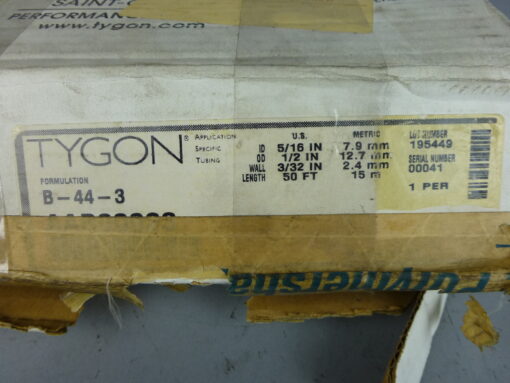 SAINT-
PERFORMANCE
www.tygon.com
TYGON® APPLICATION SPECIFIC TUBING
FORMULATION
B-44-3
U.S. METRIC
ID 5/16 IN 7.9 mm
OD 1/2 IN 12.7 mm
WALL 3/32 IN 2.4 mm
LENGTH 50 FT 15 m
LOT NUMBER
195449
SERIAL NUMBER
00041
1 PER